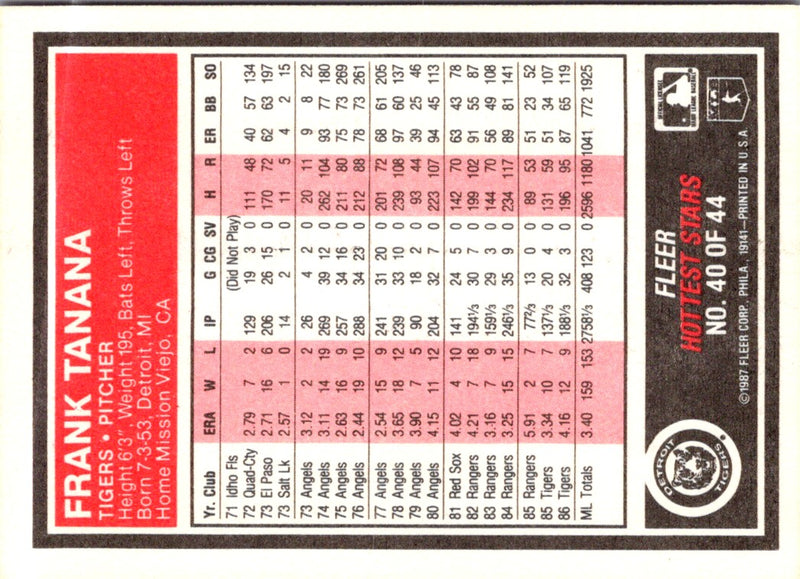 FRANK TANANA
TIGERS • PITCHER
Height 6'3", Weight 195, Bats Left, Throws Left
Born 7-3-53, Detroit, MI
Home Mission Viejo, CA
Yr. Club ERA W L IP G CG SV H R ER BB SO
71 Idho Fls (Did Not Play)
72 Quad-Cty 2.79 7 2 129 19 3 0 111 48 40 57 134
73 El Paso 2.71 16 6 206 26 15 0 170 72 62 63 197
73 Salt Lk 2.57 1 0 14 2 1 0 11 5 4 2 15
73 Angels 3.12 2 2 26 4 2 0 20 11 9 8 22
74 Angels 3.11 14 19 269 39 12 0 262 104 93 77 180
75 Angels 2.63 16 9 257 34 16 0 211 80 75 73 269
76 Angels 2.44 19 10 288 34 23 0 212 88 78 73 261
77 Angels 2.54 15 9 241 31 20 0 201 72 68 61 205
78 Angels 3.65 18 12 239 33 10 0 239 108 97 60 137
79 Angels 3.90 7 5 90 18 2 0 93 44 39 25 46
80 Angels 4.15 11 12 204 32 7 0 223 107 94 45 113
81 Red Sox 4.02 4 10 141 24 5 0 142 70 63 43 78
82 Rangers 4.21 7 18 194⅓ 30 7 0 199 102 91 55 87
83 Rangers 3.16 7 9 159⅓ 29 3 0 144 70 56 49 108
84 Rangers 3.25 15 15 246⅓ 35 9 0 234 117 89 81 141
85 Rangers 5.91 2 7 77⅔ 13 0 0 89 53 51 23 52
85 Tigers 3.34 10 7 137⅓ 20 4 0 131 59 51 34 107
86 Tigers 4.16 12 9 188⅓ 32 3 0 196 95 87 65 119
ML Totals 3.40 159 153 2758⅓ 408 123 0 2596 1180 1041 772 1925
DETROIT
TIGERS
FLEER
HOTTEST STARS
NO. 40 OF 44
©1987 FLEER CORP., PHILA., 19141—PRINTED IN U.S.A.
OFFICIAL LICENSEE
MAJOR LEAGUE BASEBALL